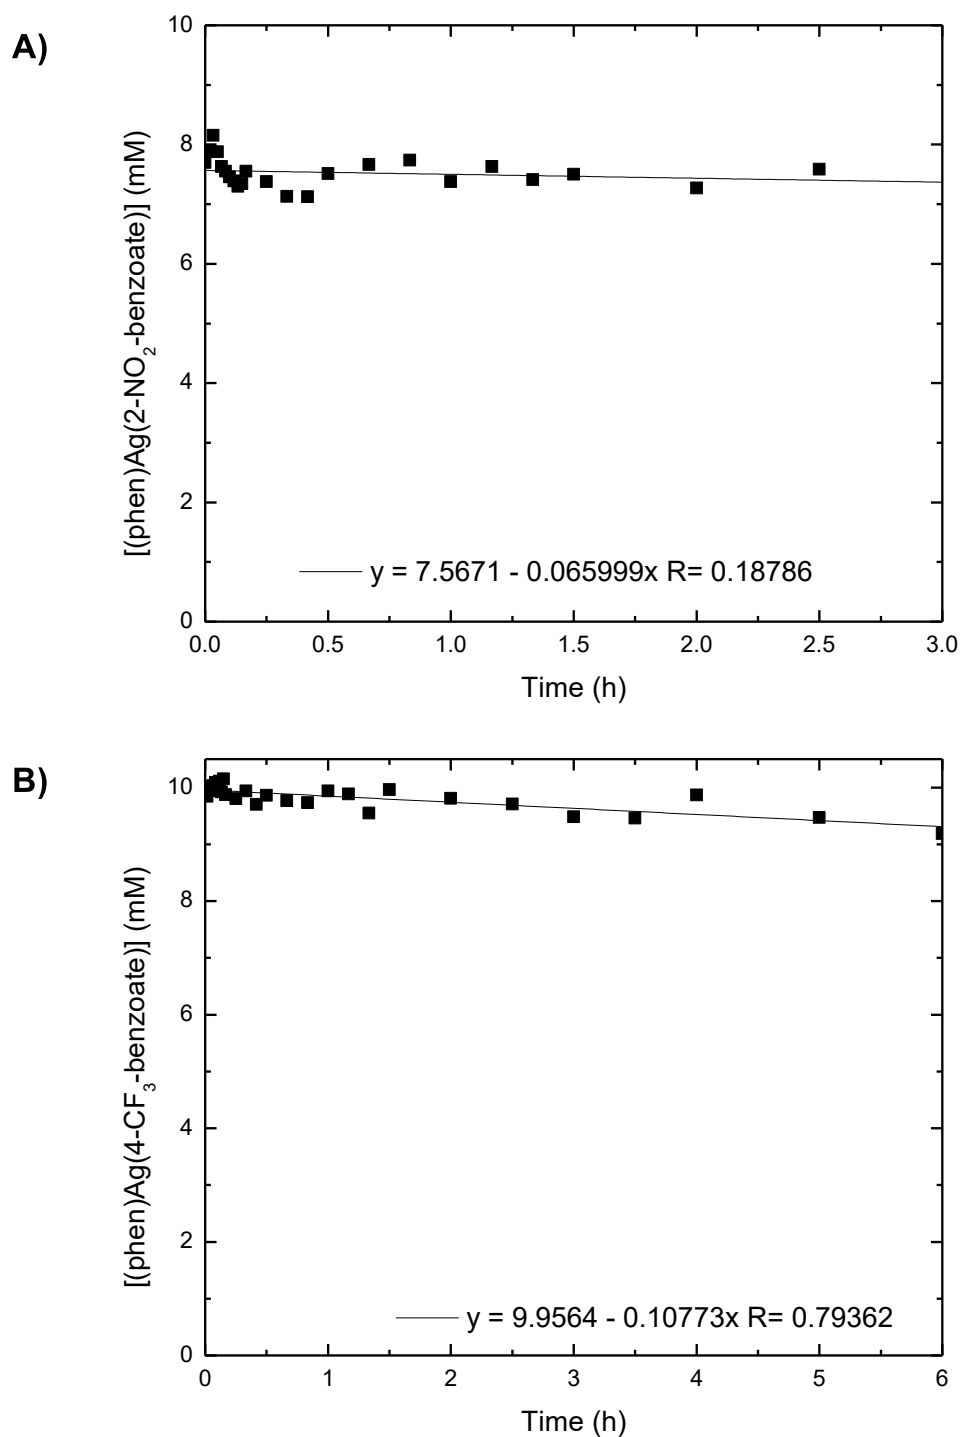 A)
10
8
6
4
2
0
[(phen)Ag(2-NO₂-benzoate)] (mM)
y = 7.5671 - 0.065999x R= 0.18786
0.0 0.5 1.0 1.5 2.0 2.5 3.0
Time (h)
B)
10
8
6
4
2
0
[(phen)Ag(4-CF₃-benzoate)] (mM)
y = 9.9564 - 0.10773x R= 0.79362
0 1 2 3 4 5 6
Time (h)